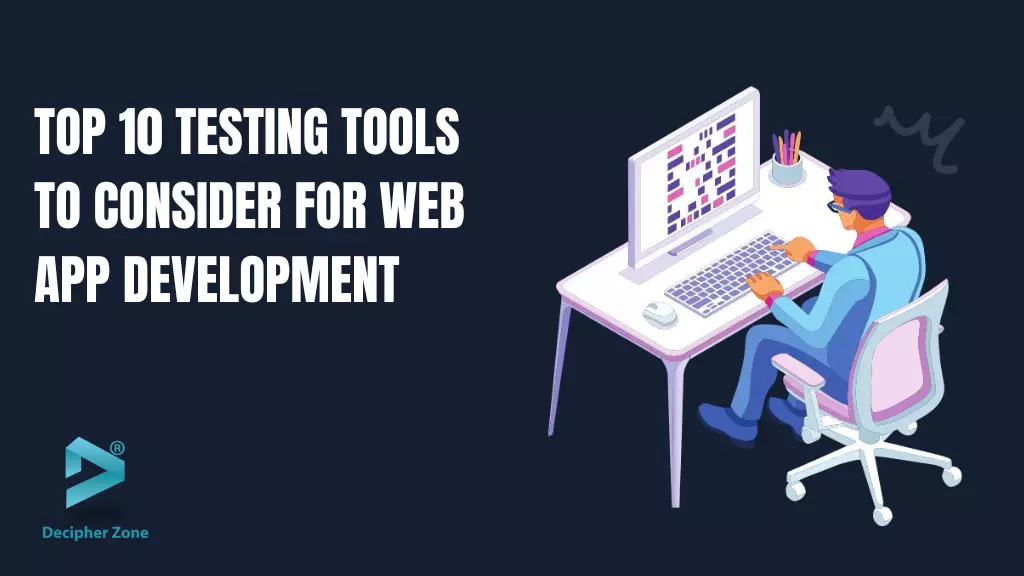 TOP 10 TESTING TOOLS
TO CONSIDER FOR WEB
APP DEVELOPMENT
®
Decipher Zone